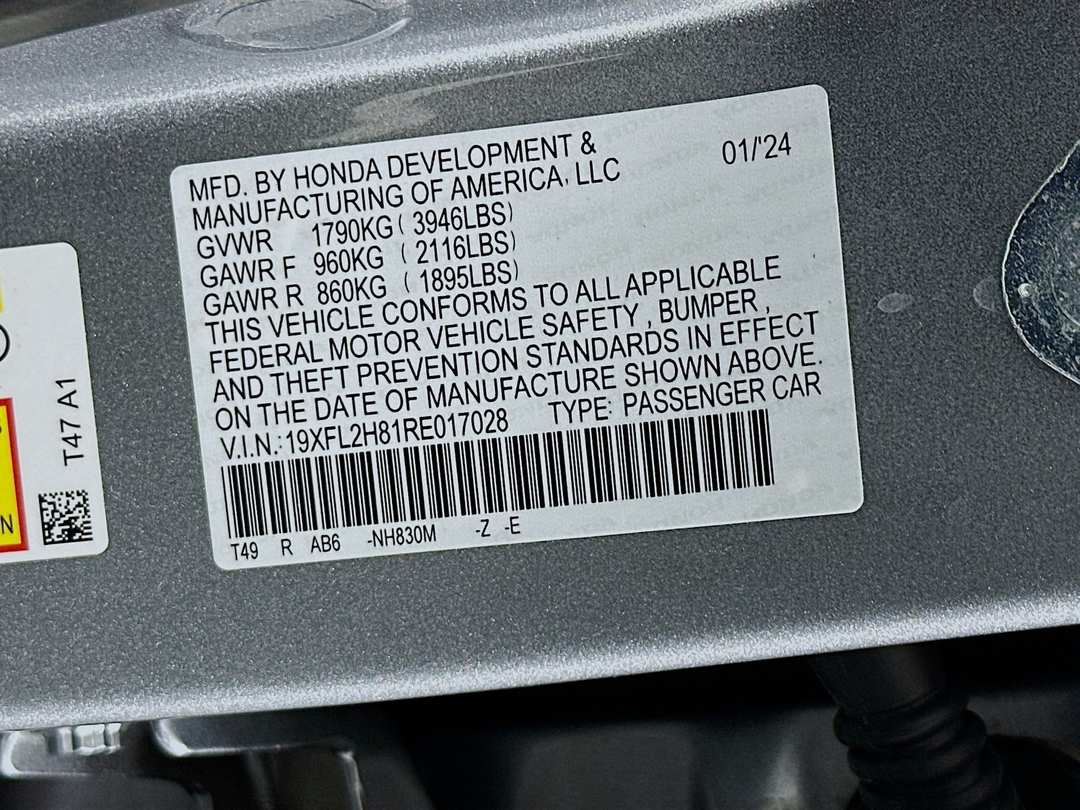 MFD. BY HONDA DEVELOPMENT & 01/'24
MANUFACTURING OF AMERICA, LLC
GVWR 1790KG ( 3946LBS)
GAWR F 960KG ( 2116LBS)
GAWR R 860KG ( 1895LBS)
THIS VEHICLE CONFORMS TO ALL APPLICABLE
FEDERAL MOTOR VEHICLE SAFETY , BUMPER ,
AND THEFT PREVENTION STANDARDS IN EFFECT
ON THE DATE OF MANUFACTURE SHOWN ABOVE.
V.I.N.: 19XFL2H81RE017028 TYPE: PASSENGER CAR
T49 R AB6 -NH830M -Z -E
T47 A1